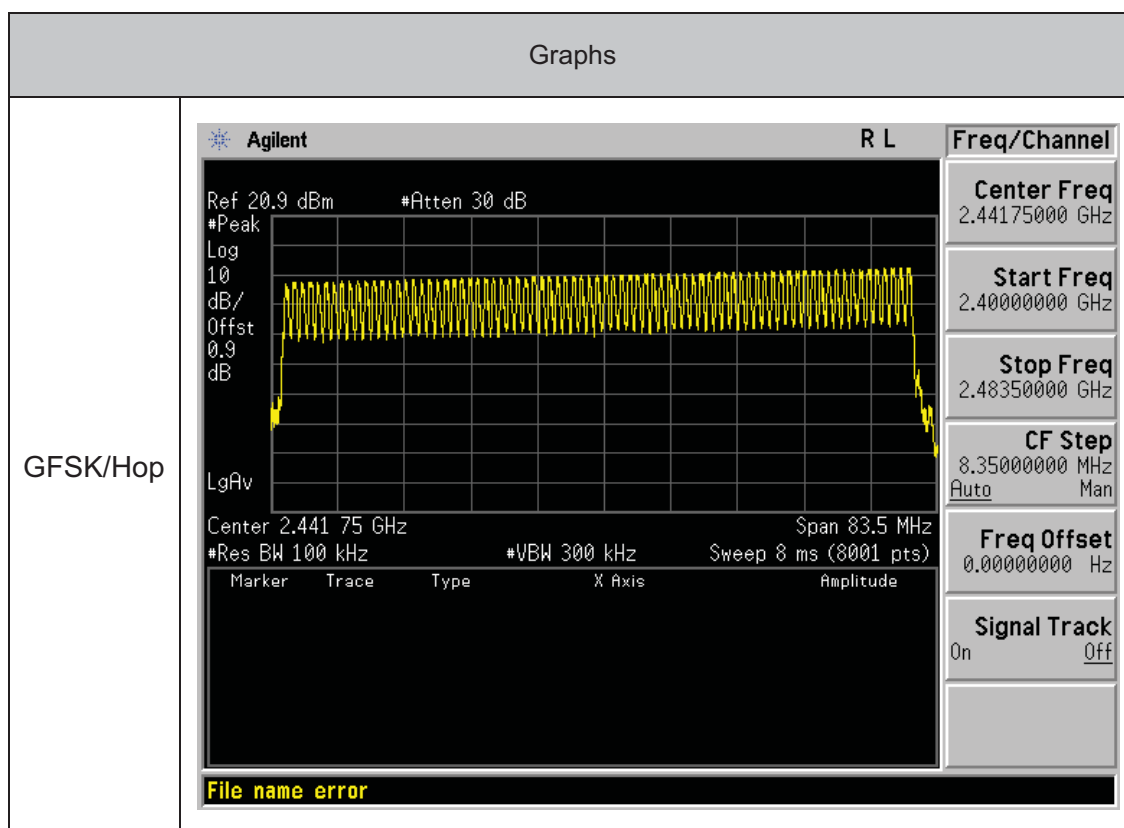 Graphs
GFSK/Hop
Agilent
R L
Ref 20.9 dBm #Atten 30 dB
#Peak
Log
10
dB/
Offst
0.9
dB
LgAv
Center 2.441 75 GHz Span 83.5 MHz
#Res BW 100 kHz #VBW 300 kHz Sweep 8 ms (8001 pts)
Marker Trace Type X Axis Amplitude
File name error
Freq/Channel
Center Freq
2.44175000 GHz
Start Freq
2.40000000 GHz
Stop Freq
2.48350000 GHz
CF Step
8.35000000 MHz
Auto Man
Freq Offset
0.00000000 Hz
Signal Track
On Off